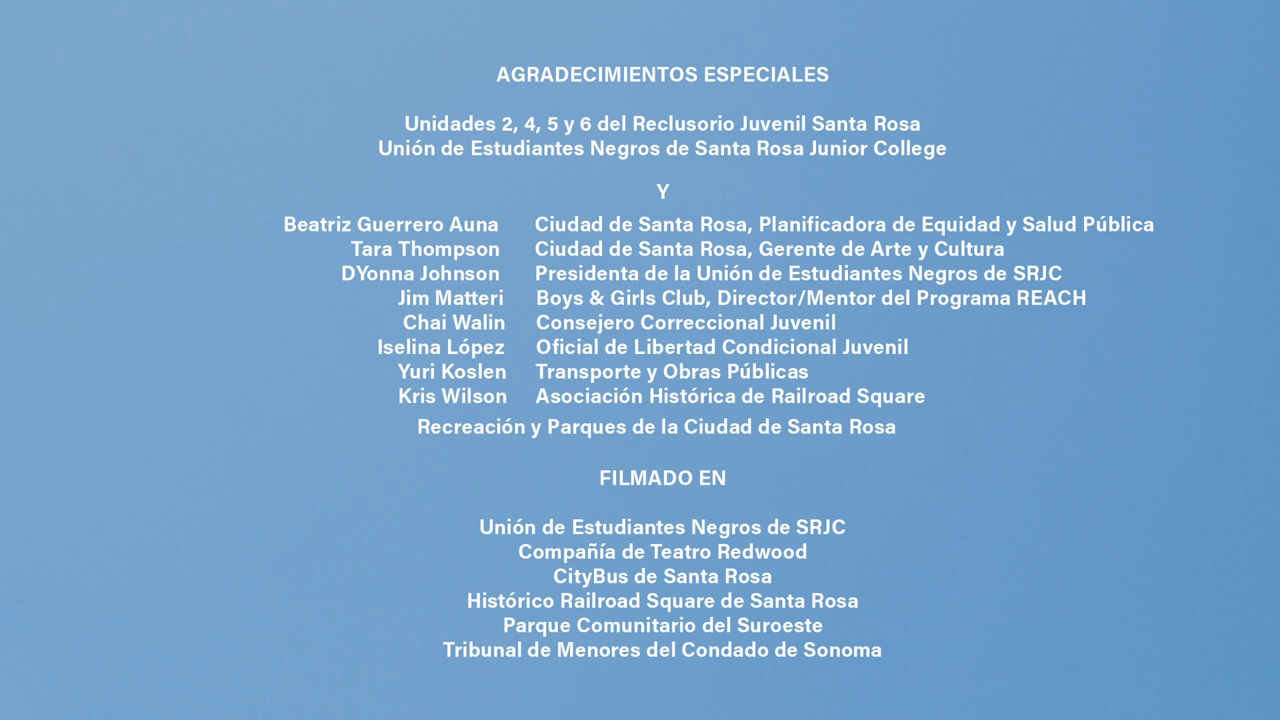 AGRADECIMIENTOS ESPECIALES
Unidades 2, 4, 5 y 6 del Reclusorio Juvenil Santa Rosa
Unión de Estudiantes Negros de Santa Rosa Junior College
Y
Beatriz Guerrero Auna Ciudad de Santa Rosa, Planificadora de Equidad y Salud Pública
Tara Thompson Ciudad de Santa Rosa, Gerente de Arte y Cultura
DYonna Johnson Presidenta de la Unión de Estudiantes Negros de SRJC
Jim Matteri Boys & Girls Club, Director/Mentor del Programa REACH
Chai Walin Consejero Correccional Juvenil
Iselina López Oficial de Libertad Condicional Juvenil
Yuri Koslen Transporte y Obras Públicas
Kris Wilson Asociación Histórica de Railroad Square
Recreación y Parques de la Ciudad de Santa Rosa
FILMADO EN
Unión de Estudiantes Negros de SRJC
Compañía de Teatro Redwood
CityBus de Santa Rosa
Histórico Railroad Square de Santa Rosa
Parque Comunitario del Suroeste
Tribunal de Menores del Condado de Sonoma